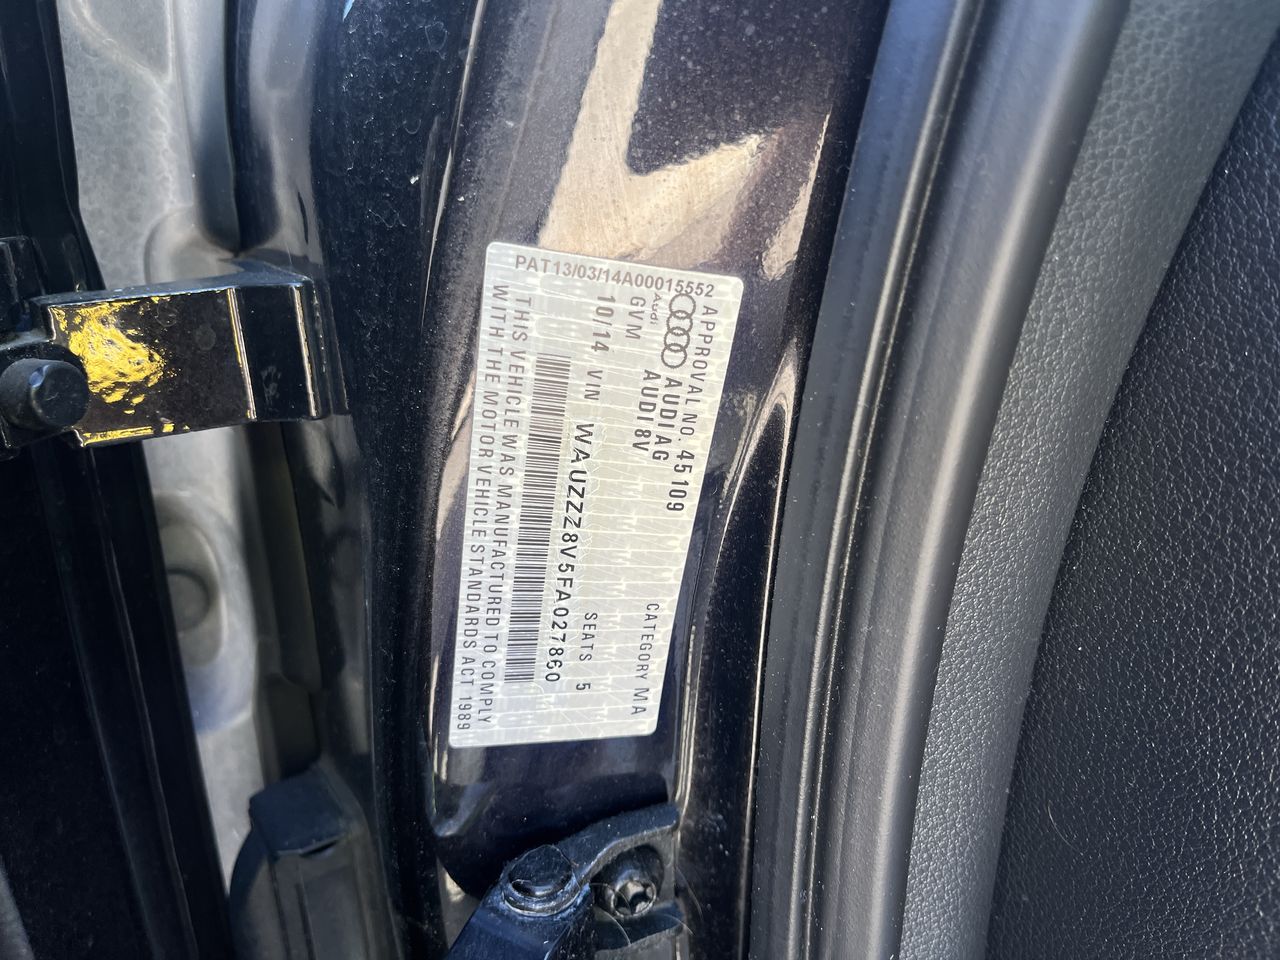 APPROVAL NO. 45109
Audi AUDI AG
GVM AUDI 8V CATEGORY MA
10/14 VIN WAUZZZ8V5FA027860 SEATS 5
THIS VEHICLE WAS MANUFACTURED TO COMPLY
WITH THE MOTOR VEHICLE STANDARDS ACT 1989
PAT13/03/14A00015552